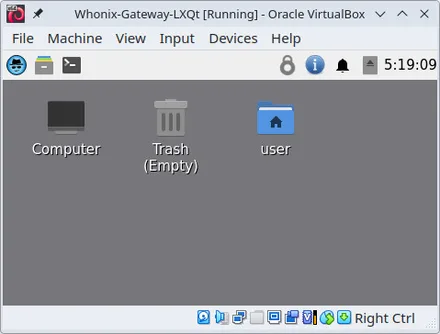 Whonix-Gateway-LXQt [Running] - Oracle VirtualBox
File Machine View Input Devices Help
5:19:09
Computer
Trash
(Empty)
user
Right Ctrl